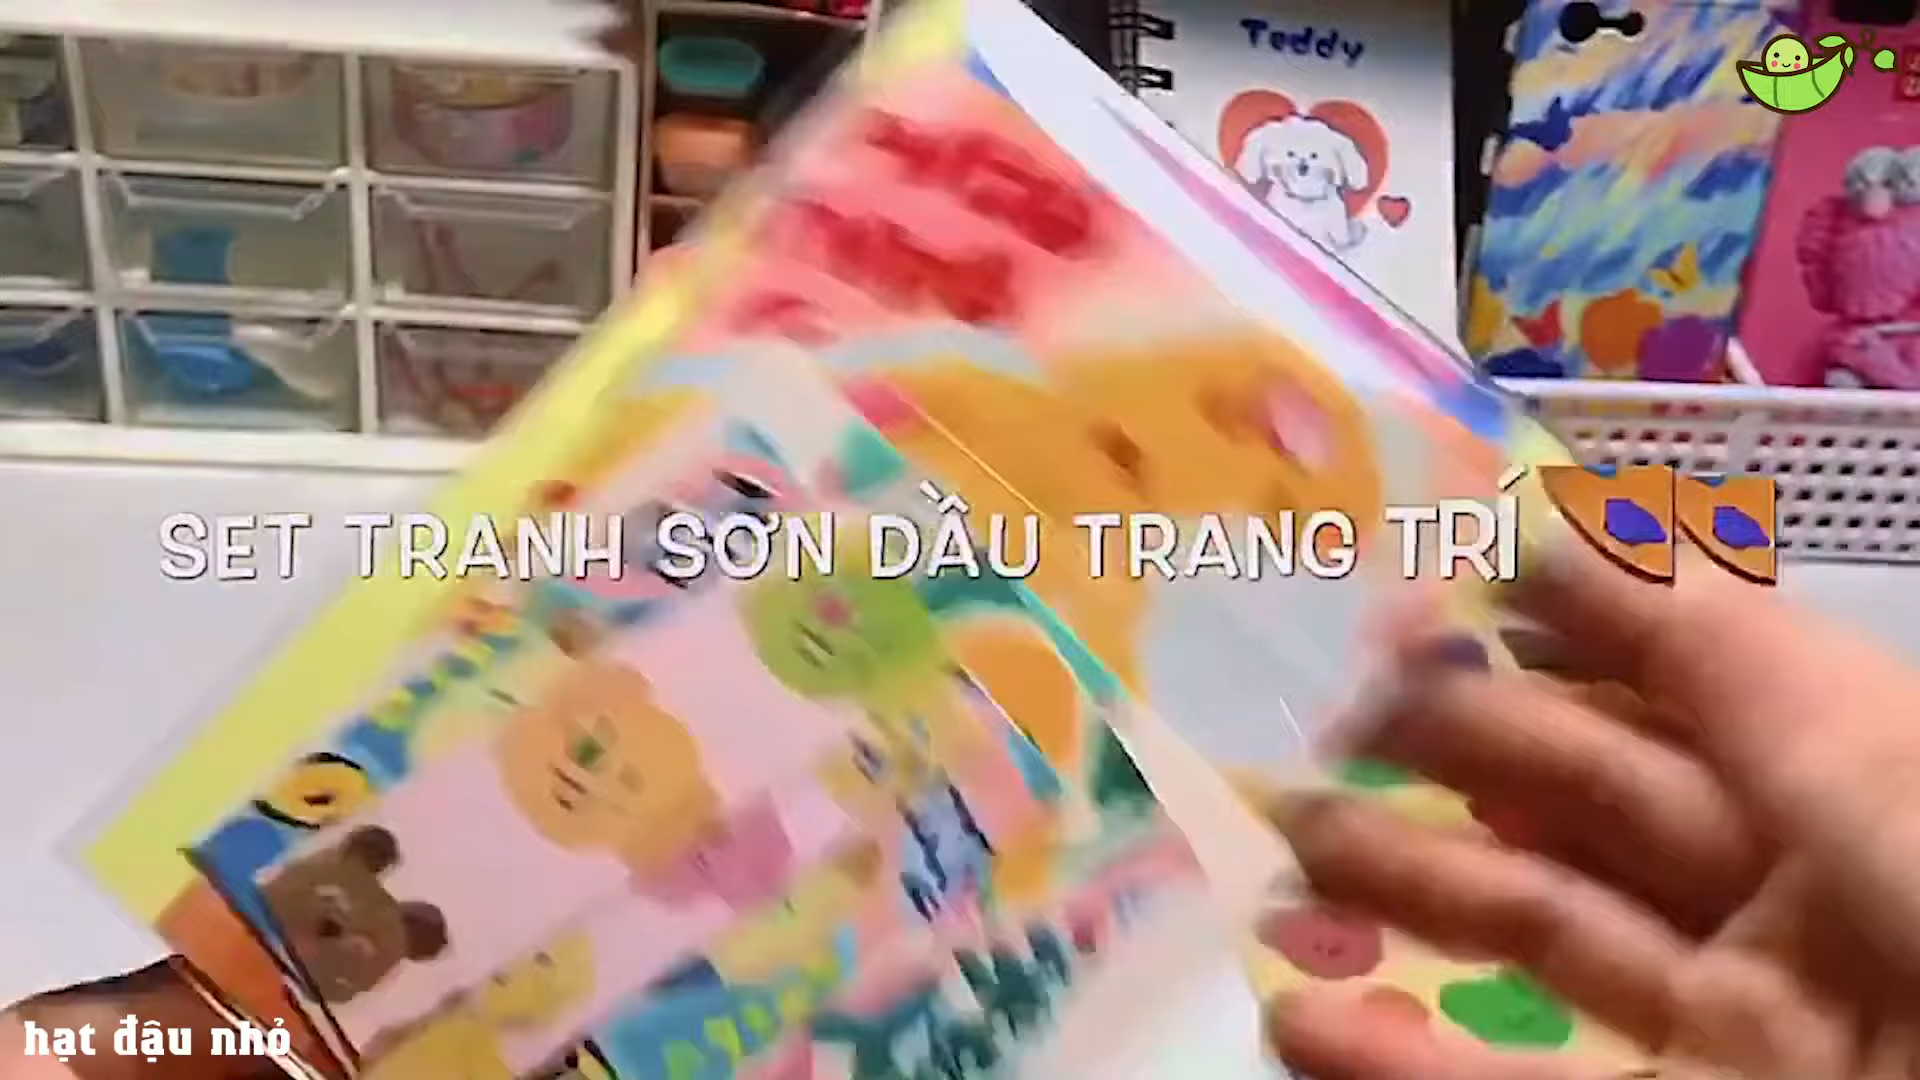 Teddy
SET TRANH SƠN DẦU TRANG TRÍ
hạt đậu nhỏ